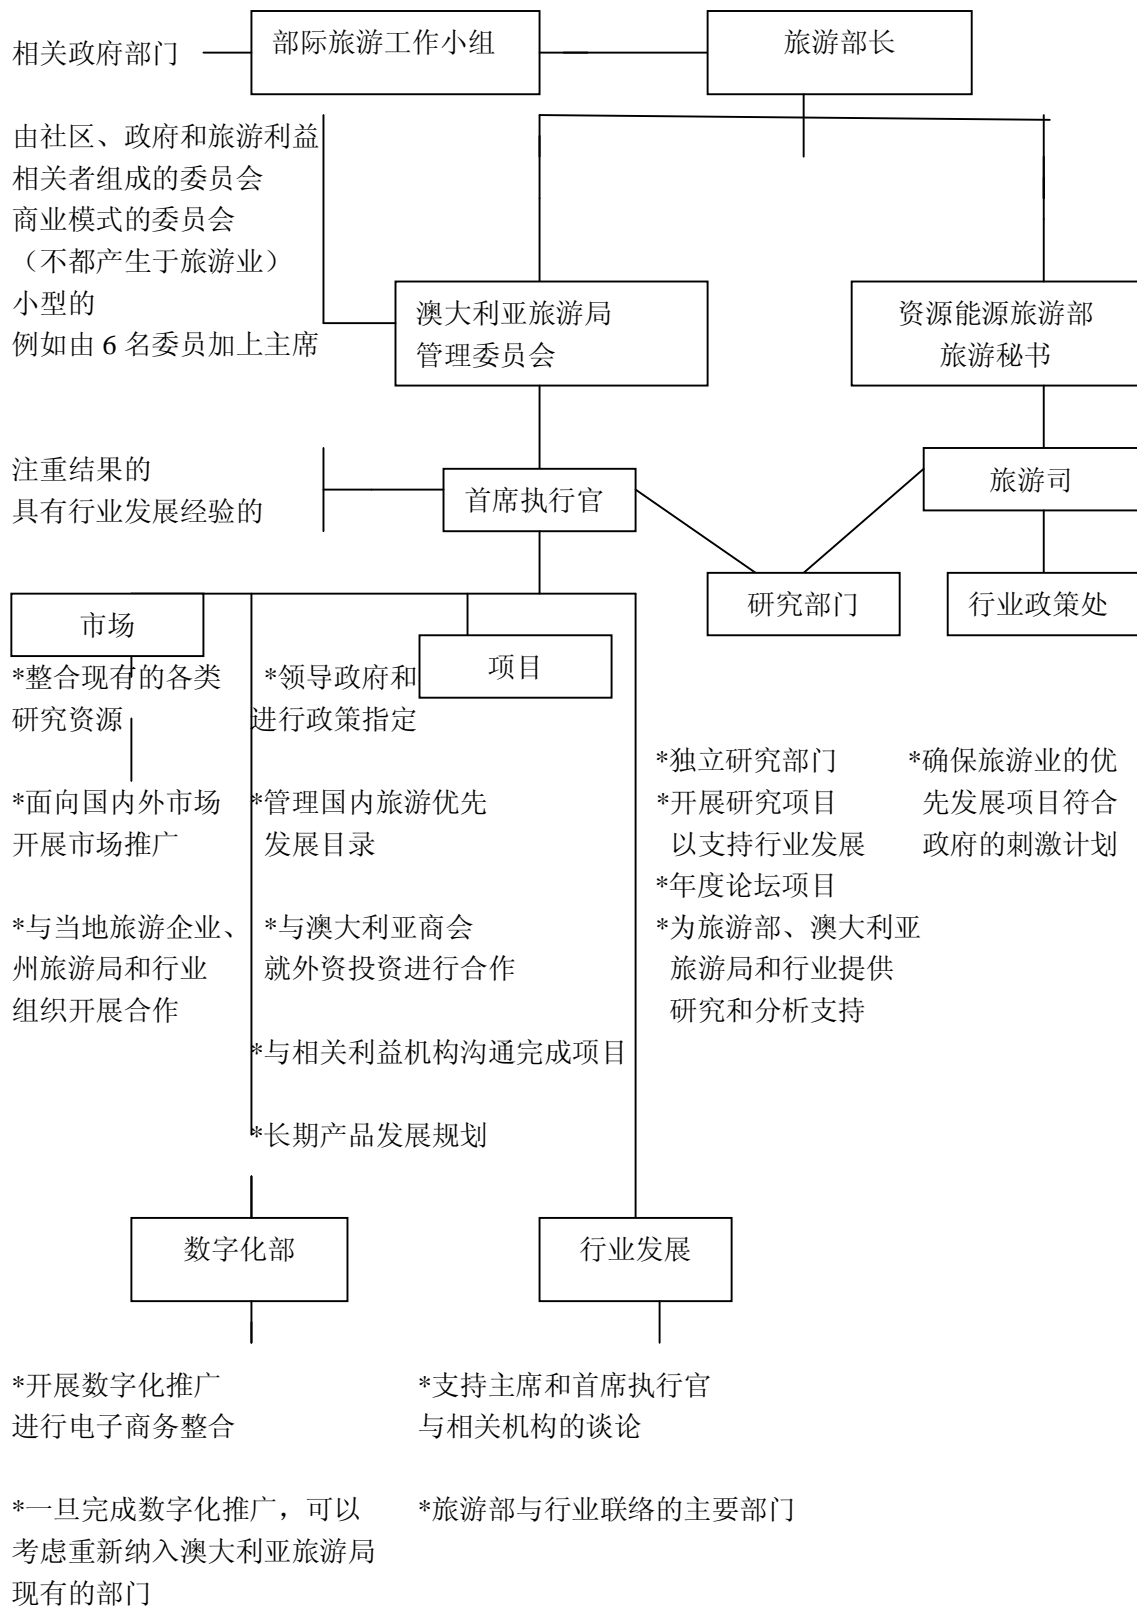 相关政府部门
部际旅游工作小组
旅游部长
由社区、政府和旅游利益
相关者组成的委员会
商业模式的委员会
（不都产生于旅游业）
小型的
例如由 6 名委员加上主席
澳大利亚旅游局
管理委员会
资源能源旅游部
旅游秘书
注重结果的
具有行业发展经验的
首席执行官
旅游司
研究部门
行业政策处
市场
项目
*整合现有的各类
研究资源
*面向国内外市场
开展市场推广
*与当地旅游企业、
州旅游局和行业
组织开展合作
*领导政府和
进行政策指定
*管理国内旅游优先
发展目录
*与澳大利亚商会
就外资投资进行合作
*与相关利益机构沟通完成项目
*长期产品发展规划
*独立研究部门
*开展研究项目
以支持行业发展
*年度论坛项目
*为旅游部、澳大利亚
旅游局和行业提供
研究和分析支持
*确保旅游业的优
先发展项目符合
政府的刺激计划
数字化部
行业发展
*开展数字化推广
进行电子商务整合
*一旦完成数字化推广，可以
考虑重新纳入澳大利亚旅游局
现有的部门
*支持主席和首席执行官
与相关机构的谈论
*旅游部与行业联络的主要部门